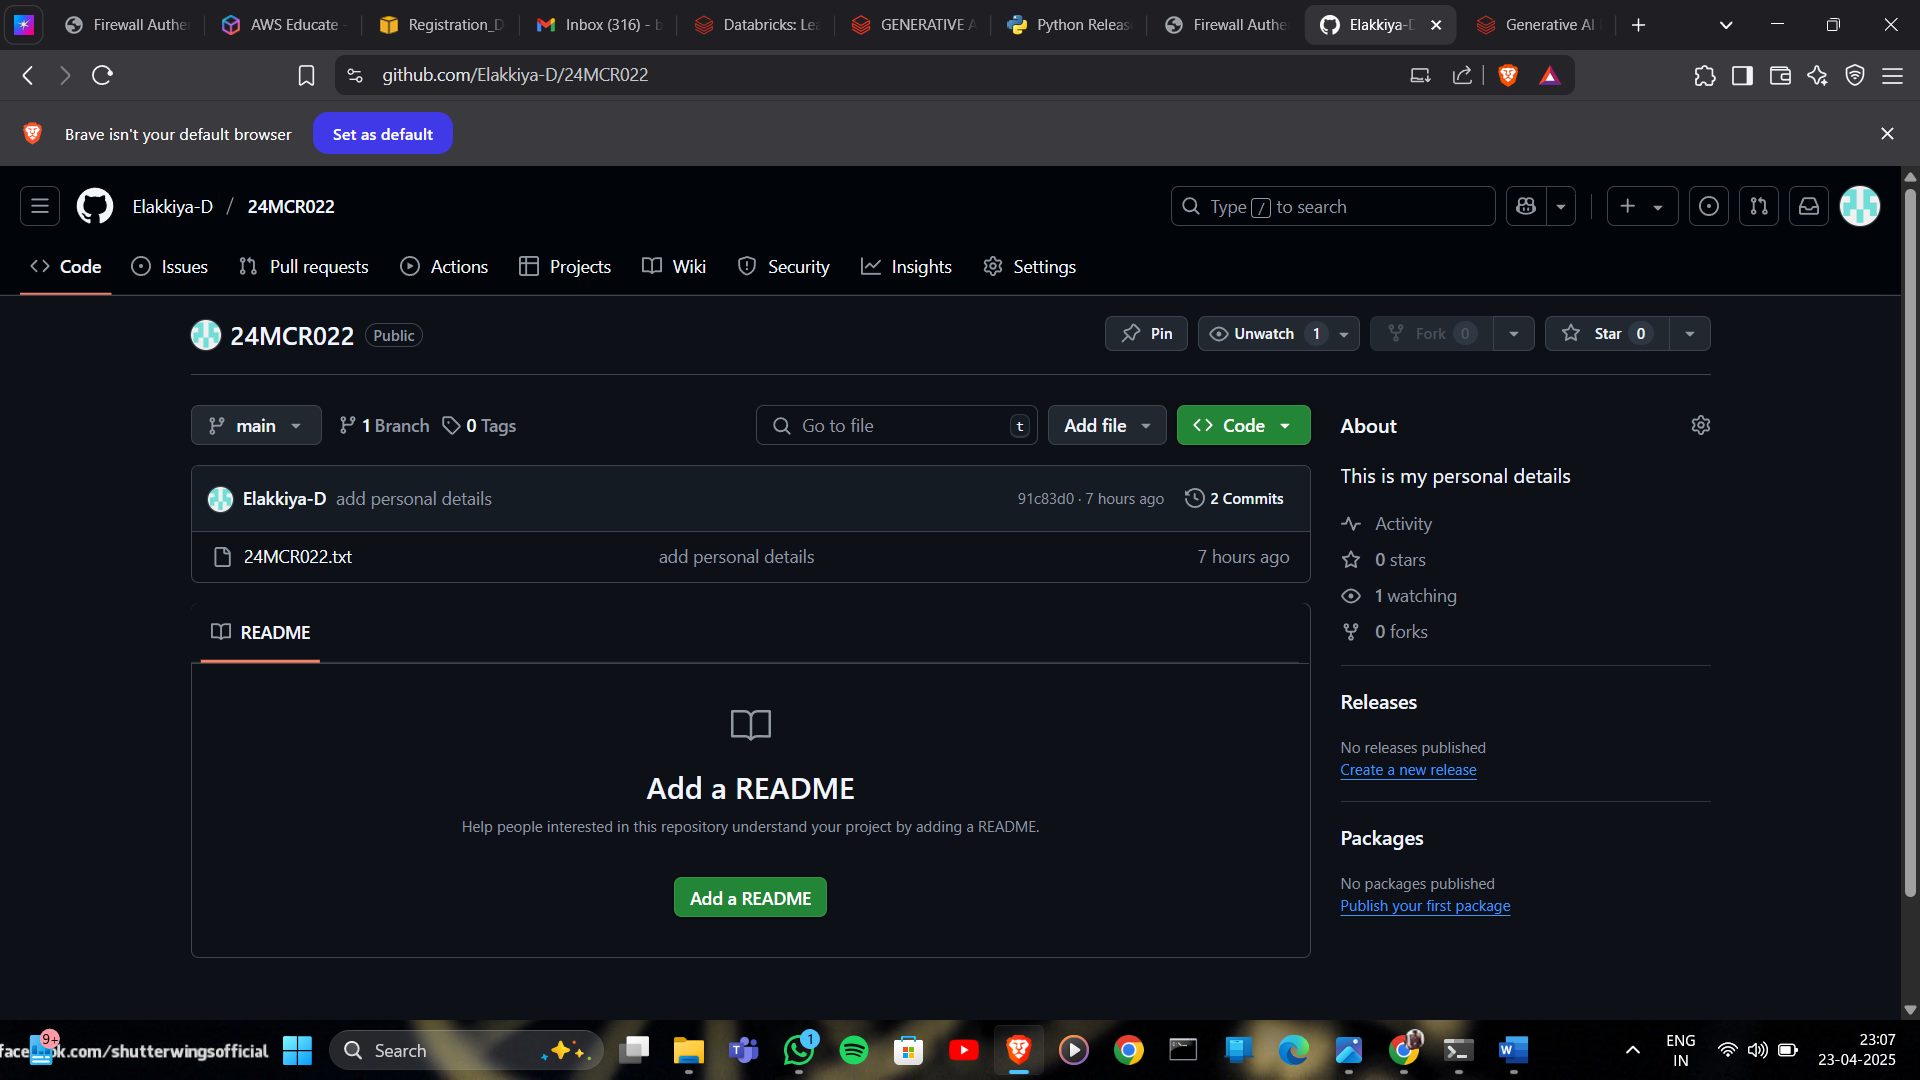 Firewall Authe
AWS Educate
Registration_D
Inbox (316) - b
Databricks: Le
GENERATIVE A
Python Releas
Firewall Authe
Elakkiya-D
Generative AI
github.com/Elakkiya-D/24MCR022
Brave isn't your default browser
Set as default
Elakkiya-D / 24MCR022
Type / to search
Code
Issues
Pull requests
Actions
Projects
Wiki
Security
Insights
Settings
24MCR022 Public
Pin
Unwatch 1
Fork 0
Star 0
main
1 Branch
0 Tags
Go to file t
Add file
Code
About
This is my personal details
Elakkiya-D add personal details
91c83d0 · 7 hours ago
2 Commits
24MCR022.txt add personal details 7 hours ago
Activity
0 stars
1 watching
0 forks
README
Add a README
Help people interested in this repository understand your project by adding a README.
Add a README
Releases
No releases published
Create a new release
Packages
No packages published
Publish your first package
9+
k.com/shutterwingsofficial
Search
1
ENG
IN
23:07
23-04-2025